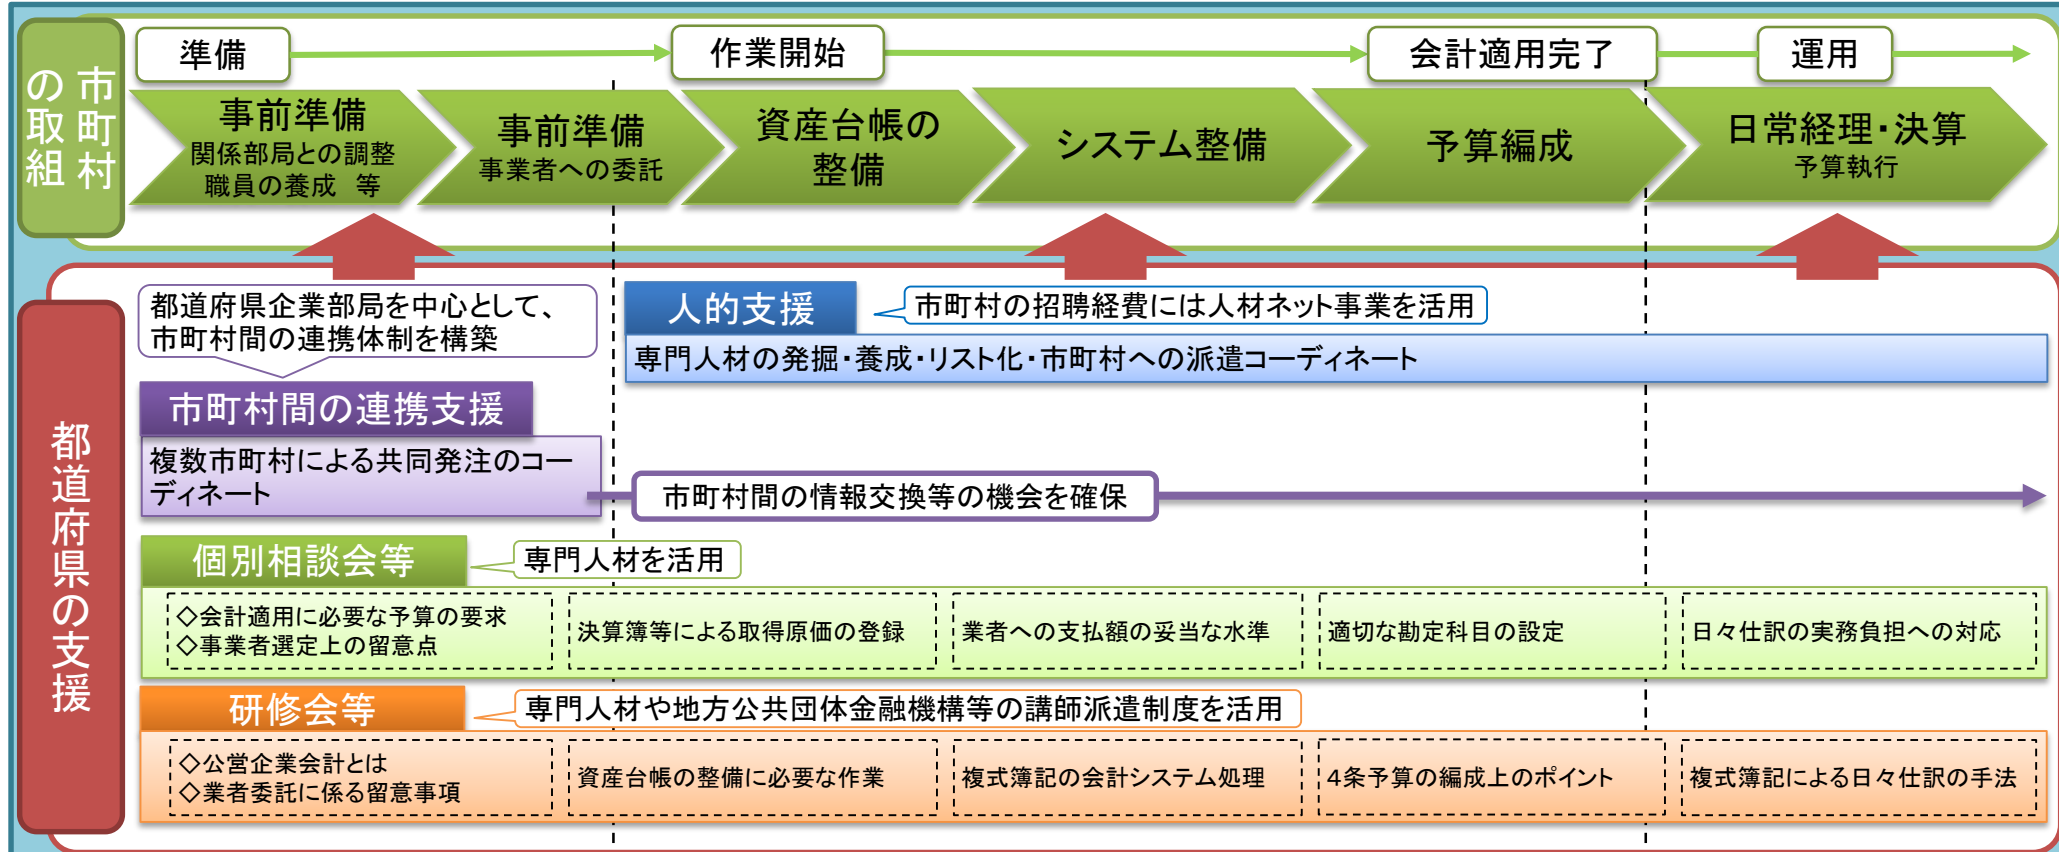 市町村
の取組
準備
作業開始
会計適用完了
運用
事前準備
関係部局との調整
職員の養成　等
事前準備
事業者への委託
資産台帳の
整備
システム整備
予算編成
日常経理・決算
予算執行
都道府県の支援
都道府県企業部局を中心として、
市町村間の連携体制を構築
人的支援
市町村の招聘経費には人材ネット事業を活用
専門人材の発掘・養成・リスト化・市町村への派遣コーディネート
市町村間の連携支援
複数市町村による共同発注のコー
ディネート
市町村間の情報交換等の機会を確保
個別相談会等
専門人材を活用
◇会計適用に必要な予算の要求
◇事業者選定上の留意点
決算簿等による取得原価の登録
業者への支払額の妥当な水準
適切な勘定科目の設定
日々仕訳の実務負担への対応
研修会等
専門人材や地方公共団体金融機構等の講師派遣制度を活用
◇公営企業会計とは
◇業者委託に係る留意事項
資産台帳の整備に必要な作業
複式簿記の会計システム処理
４条予算の編成上のポイント
複式簿記による日々仕訳の手法